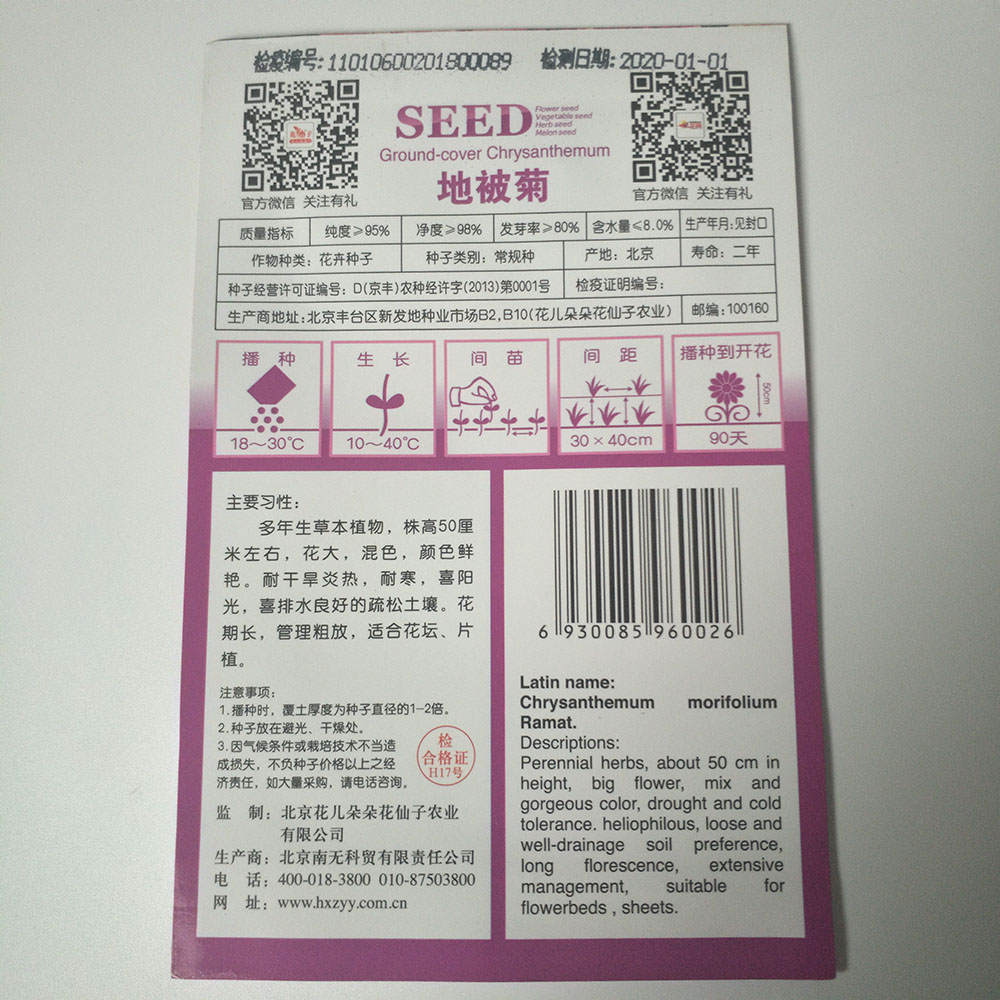 检疫编号:11010600201800089 检测日期:2020-01-01
SEED
Flower seed
Vegetable seed
Herb seed
Melon seed
Ground-cover Chrysanthemum
地被菊
官方微信 关注有礼
官方微信 关注有礼
质量指标 纯度≥95% 净度≥98% 发芽率≥80% 含水量≤8.0% 生产年月:见封口
作物种类:花卉种子 种子类别:常规种 产地:北京 寿命:二年
种子经营许可证编号:D(京丰)农种经许字(2013)第0001号 检疫证明编号:
生产商地址:北京丰台区新发地种业市场B2,B10(花儿朵朵花仙子农业) 邮编:100160
播种 生长 间苗 间距 播种到开花
50cm
18~30℃ 10~40℃ 30×40cm 90天
主要习性:
多年生草本植物,株高50厘
米左右,花大,混色,颜色鲜
艳。耐干旱炎热,耐寒,喜阳
光,喜排水良好的疏松土壤。花
期长,管理粗放,适合花坛、片
植。
注意事项:
1.播种时,覆土厚度为种子直径的1-2倍。
2.种子放在避光、干燥处。
3.因气候条件或栽培技术不当造
成损失,不负种子价格以上之经
济责任,如大量采购,请电话咨询。
检
合格证
H17号
监 制:北京花儿朵朵花仙子农业
有限公司
生产商:北京南无科贸有限责任公司
电 话:400-018-3800 010-87503800
网 址:www.hxzyy.com.cn
6 930085 960026
Latin name:
Chrysanthemum morifolium
Ramat.
Descriptions:
Perennial herbs, about 50 cm in
height, big flower, mix and
gorgeous color, drought and cold
tolerance. heliophilous, loose and
well-drainage soil preference,
long florescence, extensive
management, suitable for
flowerbeds , sheets.